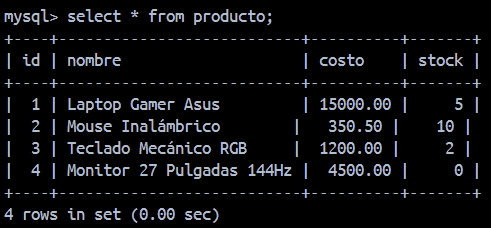 mysql> select * from producto;
+----+--------------------------+----------+-------+
| id | nombre                   | costo    | stock |
+----+--------------------------+----------+-------+
|  1 | Laptop Gamer Asus        | 15000.00 |     5 |
|  2 | Mouse Inalámbrico       |   350.50 |    10 |
|  3 | Teclado Mecánico RGB    |  1200.00 |     2 |
|  4 | Monitor 27 Pulgadas 144Hz |  4500.00 |     0 |
+----+--------------------------+----------+-------+
4 rows in set (0.00 sec)